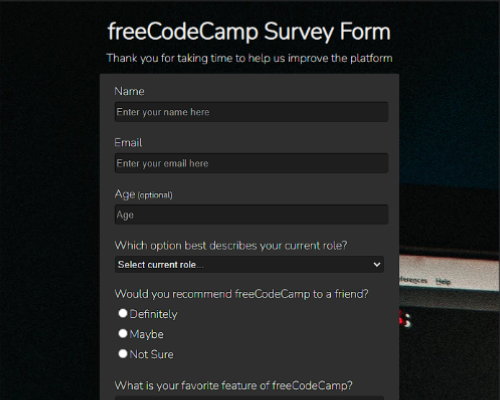 freeCodeCamp Survey Form
Thank you for taking time to help us improve the platform
Name
Enter your name here
Email
Enter your email here
Age (optional)
Age
Which option best describes your current role?
Select current role...
Would you recommend freeCodeCamp to a friend?
Definitely
Maybe
Not Sure
What is your favorite feature of freeCodeCamp?
Help